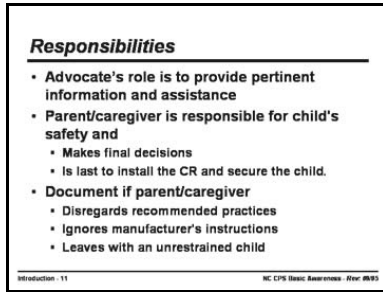 Responsibilities
• Advocate's role is to provide pertinent
information and assistance
• Parent/caregiver is responsible for child's
safety and
▪ Makes final decisions
▪ Is last to install the CR and secure the child.
• Document if parent/caregiver
▪ Disregards recommended practices
▪ Ignores manufacturer's instructions
▪ Leaves with an unrestrained child
Introduction - 11
NC CPS Basic Awareness - Rev: